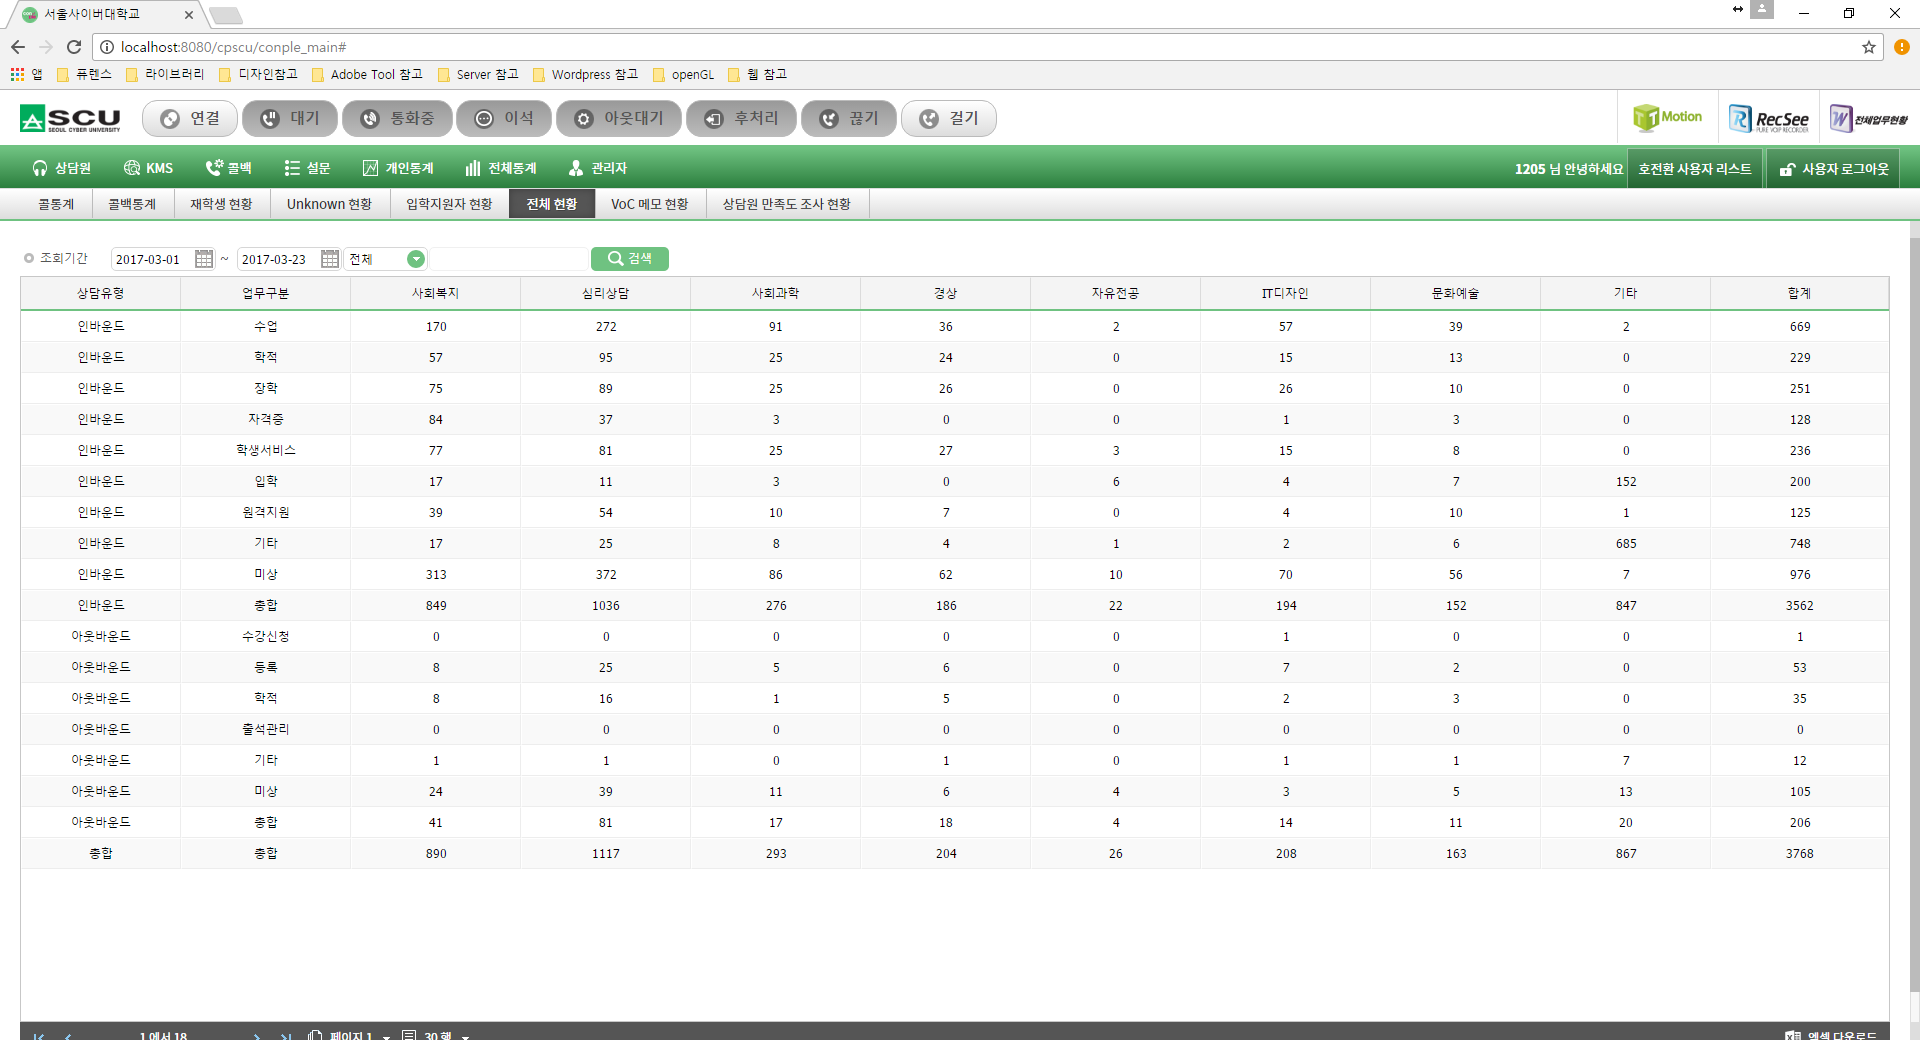 서울사이버대학교
localhost:8080/cpscu/conple_main#
앱 퓨렌스 라이브러리 디자인참고 Adobe Tool 참고 Server 참고 Wordpress 참고 openGL 웹 참고
SCU SEOUL CYBER UNIVERSITY 연결 대기 통화중 이석 아웃대기 후처리 끊기 걸기 Motion RecSee PURE VOIP RECORDER 전체업무현황
상담원 KMS 콜백 설문 개인통계 전체통계 관리자 1205 님 안녕하세요 호전환 사용자 리스트 사용자 로그아웃
콜통계 콜백통계 재학생 현황 Unknown 현황 입학지원자 현황 전체 현황 VoC 메모 현황 상담원 만족도 조사 현황
조회기간 2017-03-01 ~ 2017-03-23 전체 검색
상담유형 업무구분 사회복지 심리상담 사회과학 경상 자유전공 IT디자인 문화예술 기타 합계
인바운드 수업 170 272 91 36 2 57 39 2 669
인바운드 학적 57 95 25 24 0 15 13 0 229
인바운드 장학 75 89 25 26 0 26 10 0 251
인바운드 자격증 84 37 3 0 0 1 3 0 128
인바운드 학생서비스 77 81 25 27 3 15 8 0 236
인바운드 입학 17 11 3 0 6 4 7 152 200
인바운드 원격지원 39 54 10 7 0 4 10 1 125
인바운드 기타 17 25 8 4 1 2 6 685 748
인바운드 미상 313 372 86 62 10 70 56 7 976
인바운드 총합 849 1036 276 186 22 194 152 847 3562
아웃바운드 수강신청 0 0 0 0 0 1 0 0 1
아웃바운드 등록 8 25 5 6 0 7 2 0 53
아웃바운드 학적 8 16 1 5 0 2 3 0 35
아웃바운드 출석관리 0 0 0 0 0 0 0 0 0
아웃바운드 기타 1 1 0 1 0 1 1 7 12
아웃바운드 미상 24 39 11 6 4 3 5 13 105
아웃바운드 총합 41 81 17 18 4 14 11 20 206
총합 총합 890 1117 293 204 26 208 163 867 3768
1 에서 18 페이지 1 30 행 엑셀 다운로드